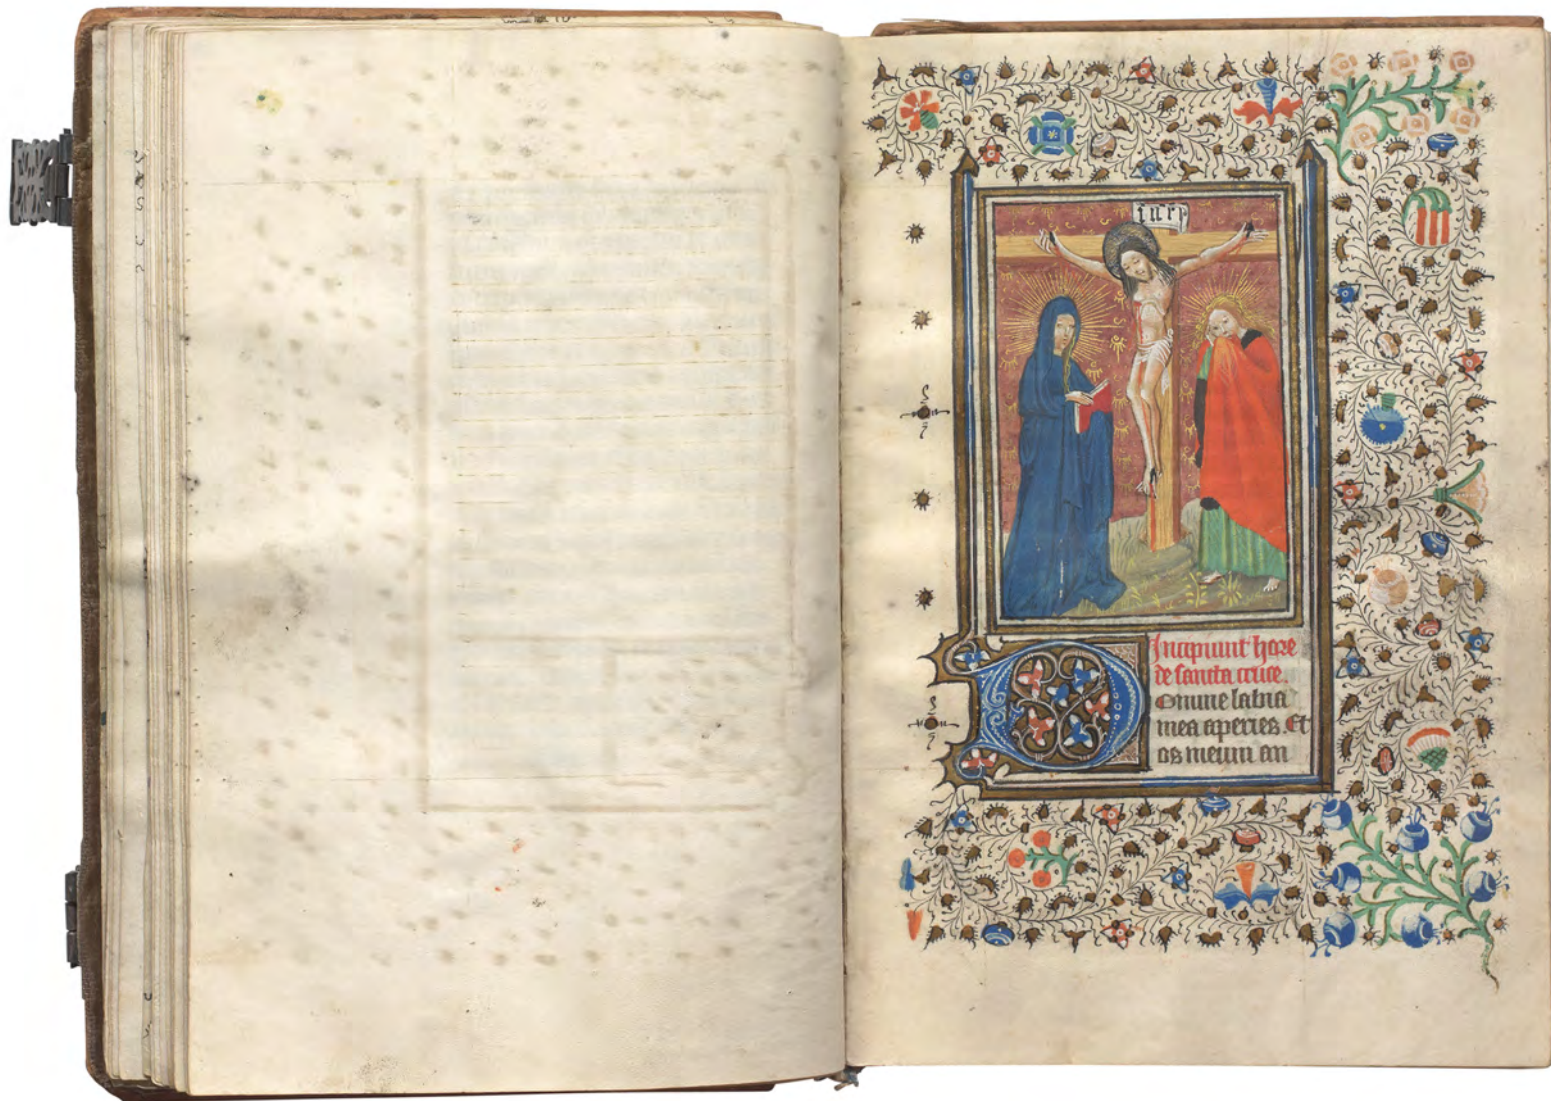 inri
Incipiunt hore
de sancta cruce.
Domine labia
mea aperies. Et
os meum an